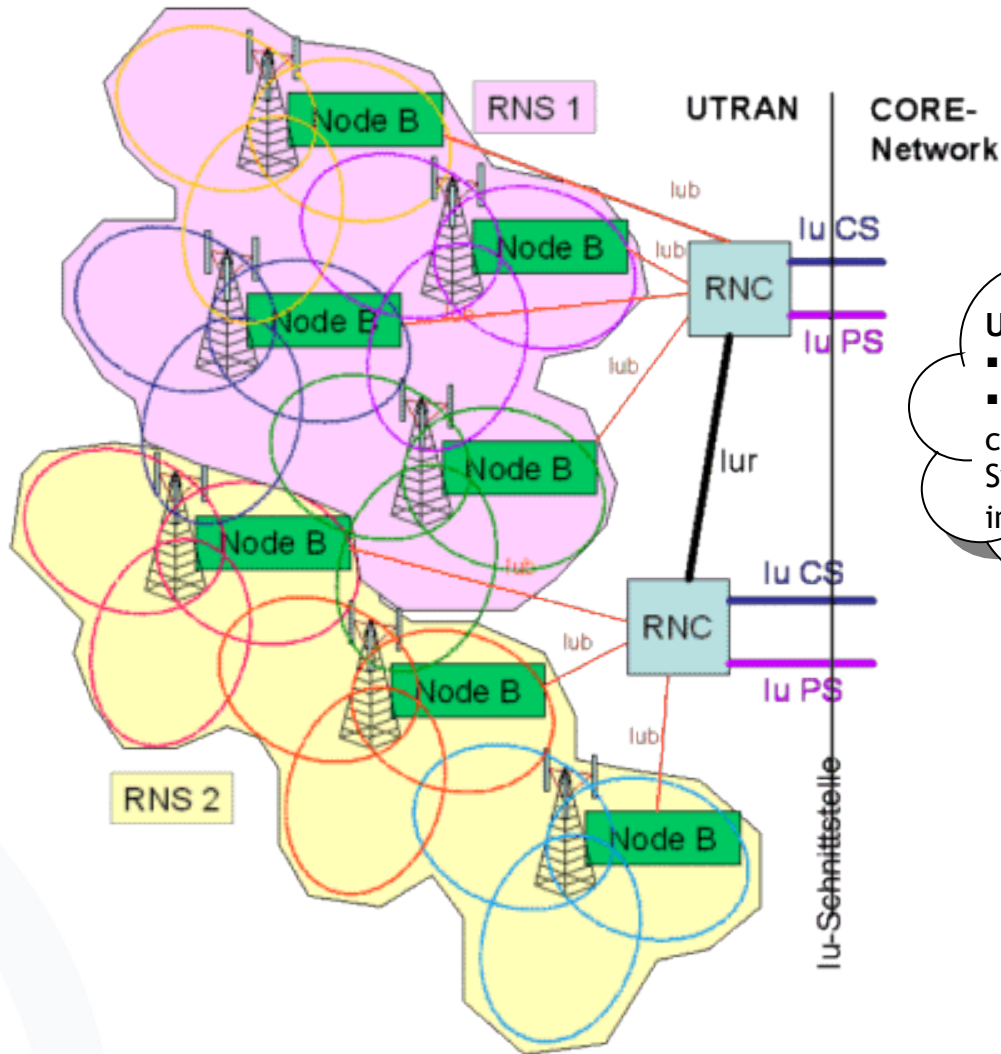 Node B
RNS 1
UTRAN
CORE-
Network
Iub
Node B
Iub
Iu CS
RNC
Node B
Iub
Iu PS
Iub
Node B
Iur
Node B
Iub
Iu CS
RNC
Iub
Node B
Iu PS
Iub
RNS 2
Node B
Iu-Schnittstelle